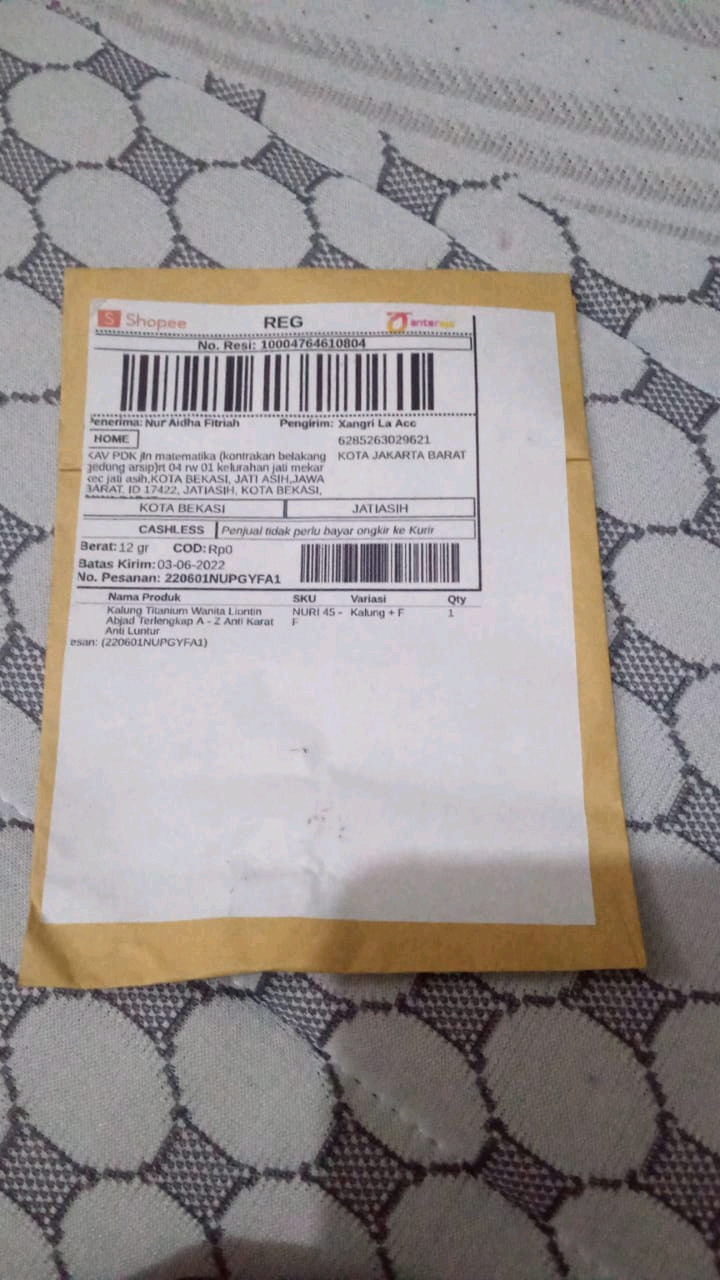 S Shopee REG anteraja
No. Resi: 10004764610804
Penerima: Nur Aidha Fitriah Pengirim: Xangri La Acc
HOME 6285263029621
KAV PDK jln matematika (kontrakan belakang KOTA JAKARTA BARAT
gedung arsip)rt 04 rw 01 kelurahan jati mekar
kec jati asih,KOTA BEKASI, JATI ASIH,JAWA
BARAT, ID 17422, JATIASIH, KOTA BEKASI,
KOTA BEKASI JATIASIH
CASHLESS Penjual tidak perlu bayar ongkir ke Kurir
Berat: 12 gr COD: Rp0
Batas Kirim: 03-06-2022
No. Pesanan: 220601NUPGYFA1
Nama Produk SKU Variasi Qty
Kalung Titanium Wanita Liontin NURI 45 - Kalung + F 1
Abjad Terlengkap A - Z Anti Karat F
Anti Luntur
esan: (220601NUPGYFA1)